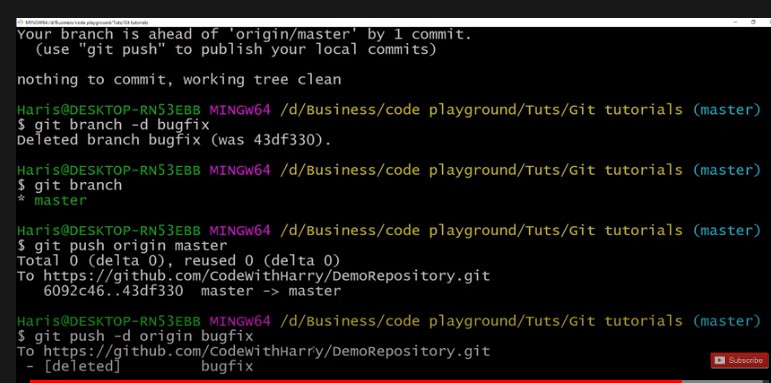 MINGW64:/d/Business/code playground/Tuts/Git tutorials
Your branch is ahead of 'origin/master' by 1 commit.
  (use "git push" to publish your local commits)
nothing to commit, working tree clean
Haris@DESKTOP-RN53EBB MINGW64 /d/Business/code playground/Tuts/Git tutorials (master)
$ git branch -d bugfix
Deleted branch bugfix (was 43df330).
Haris@DESKTOP-RN53EBB MINGW64 /d/Business/code playground/Tuts/Git tutorials (master)
$ git branch
* master
Haris@DESKTOP-RN53EBB MINGW64 /d/Business/code playground/Tuts/Git tutorials (master)
$ git push origin master
Total 0 (delta 0), reused 0 (delta 0)
To https://github.com/CodeWithHarry/DemoRepository.git
   6092c46..43df330  master -> master
Haris@DESKTOP-RN53EBB MINGW64 /d/Business/code playground/Tuts/Git tutorials (master)
$ git push -d origin bugfix
To https://github.com/CodeWithHarry/DemoRepository.git
 - [deleted]         bugfix
Subscribe